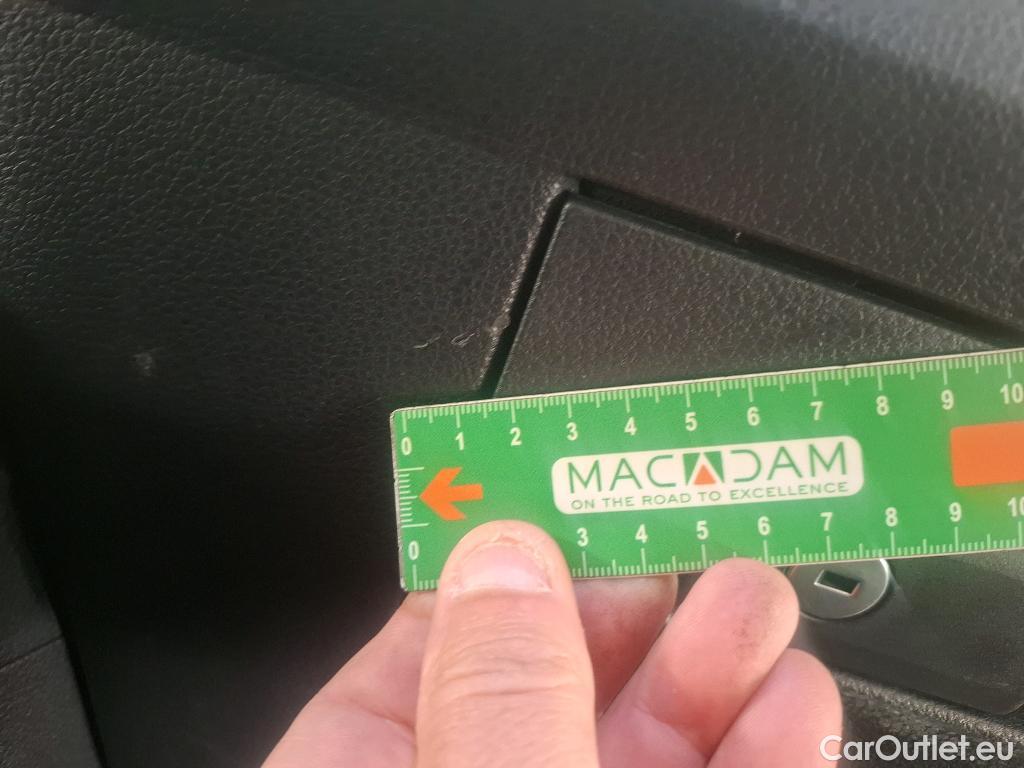 0 1 2 3 4 5 6 7 8 9 10
MACADAM
ON THE ROAD TO EXCELLENCE
0 3 4 5 6 7 8 9 10
CarOutlet.eu